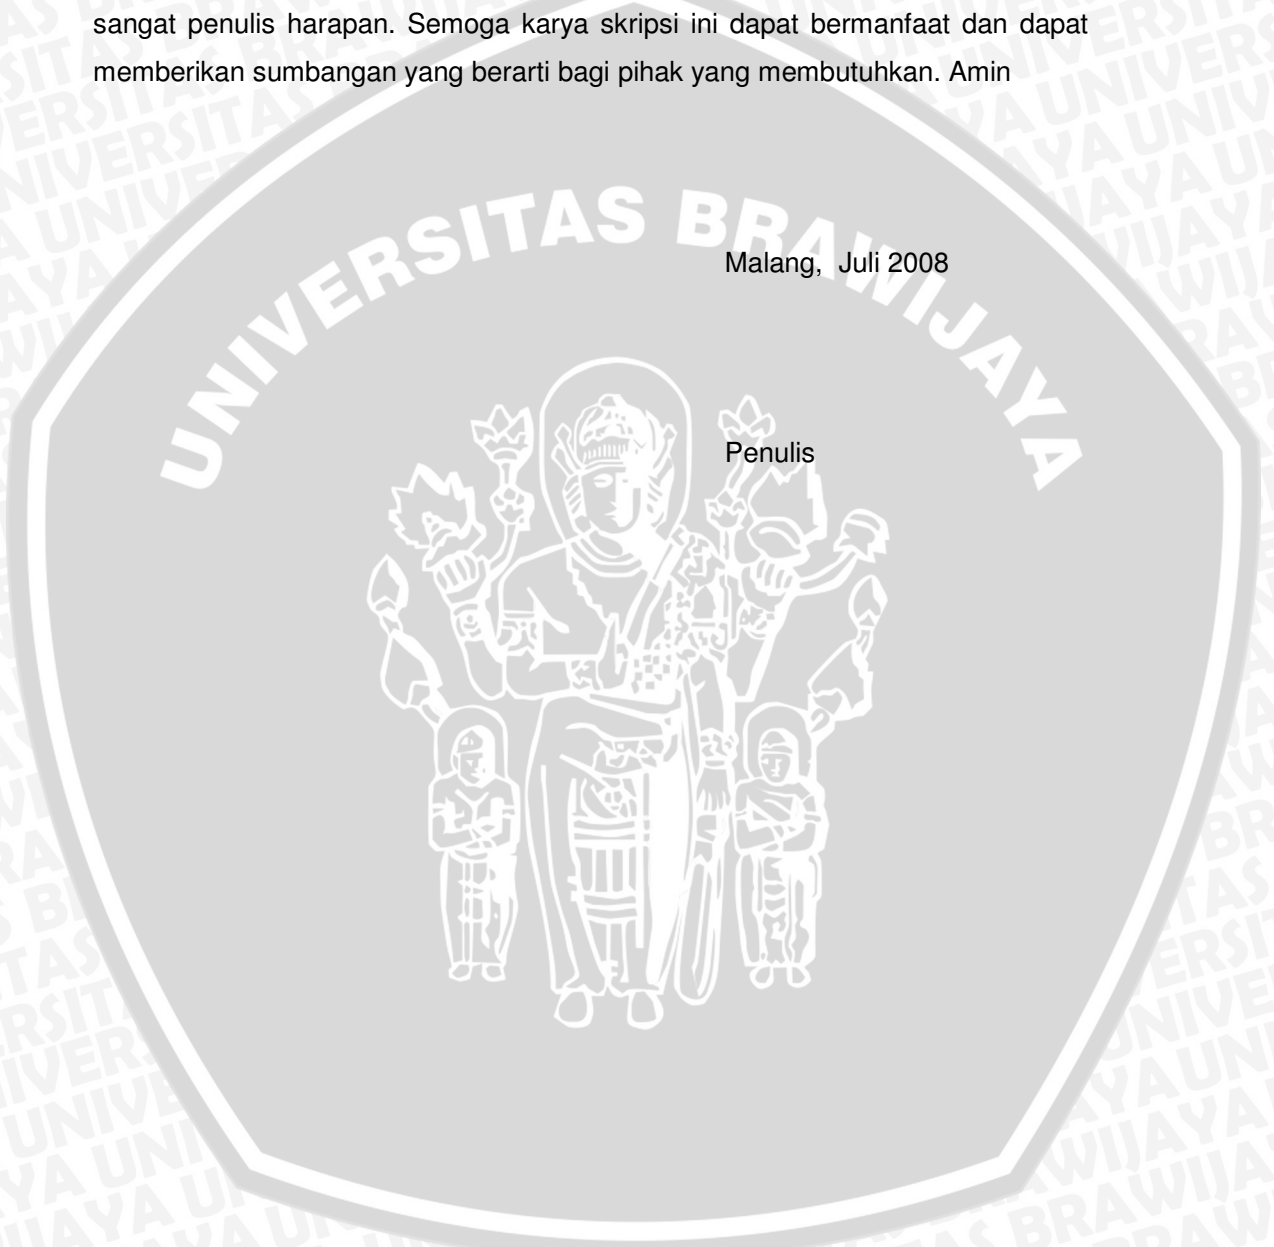 sangat penulis harapan. Semoga karya skripsi ini dapat bermanfaat dan dapat
memberikan sumbangan yang berarti bagi pihak yang membutuhkan. Amin
UNIVERSITAS BRAWIJAYA
Malang,  Juli 2008
Penulis